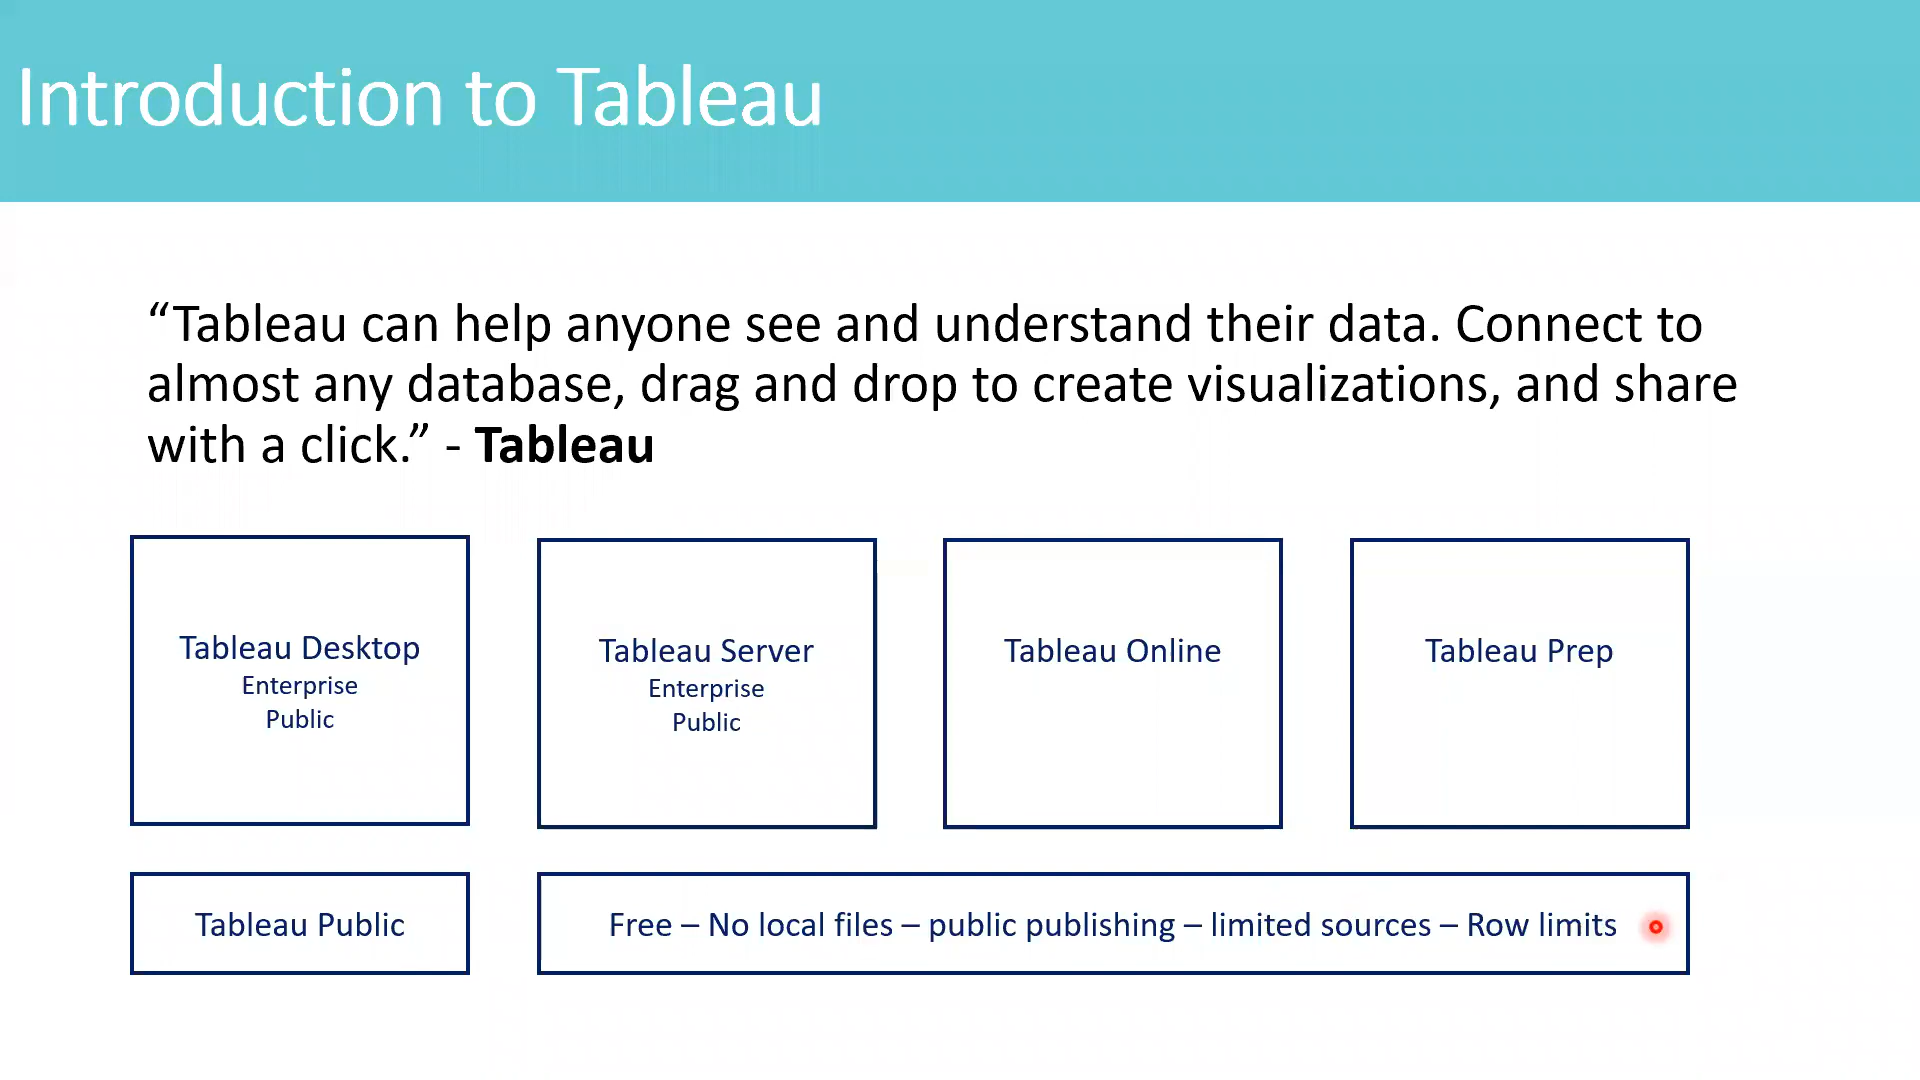 Introduction to Tableau
“Tableau can help anyone see and understand their data. Connect to
almost any database, drag and drop to create visualizations, and share
with a click.” - Tableau
Tableau Desktop
Enterprise
Public
Tableau Server
Enterprise
Public
Tableau Online
Tableau Prep
Tableau Public
Free – No local files – public publishing – limited sources – Row limits